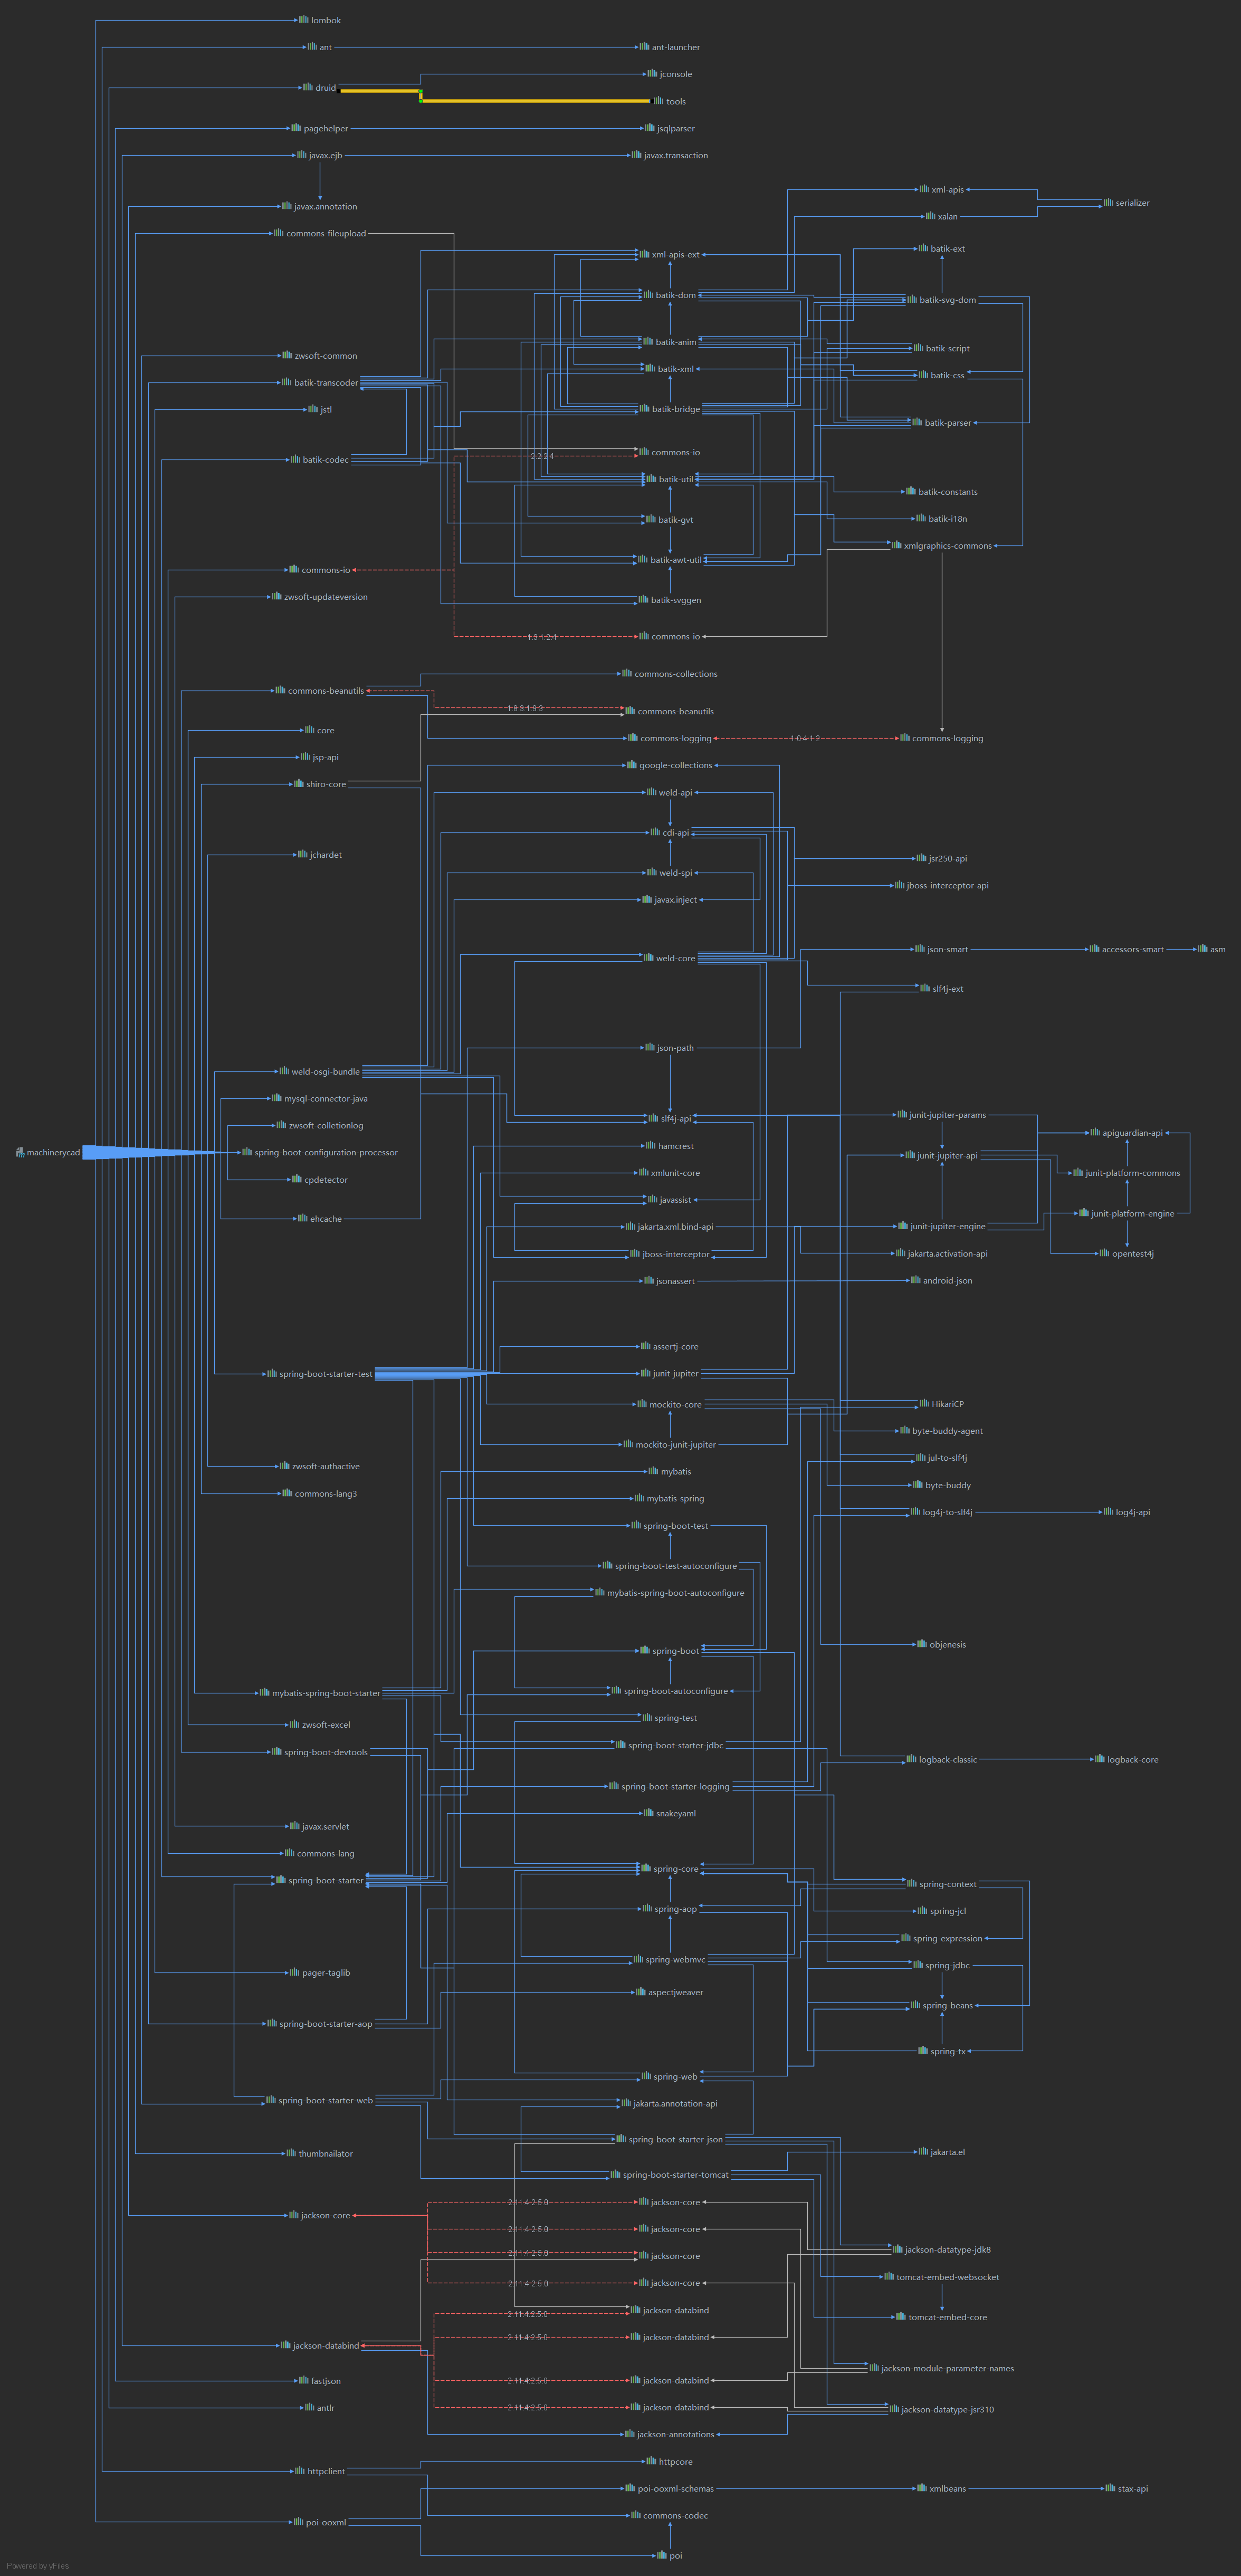 lombok
ant
ant-launcher
jconsole
druid
tools
pagehelper
jsqlparser
javax.ejb
javax.transaction
xml-apis
serializer
javax.annotation
xalan
commons-fileupload
batik-ext
xml-apis-ext
batik-dom
batik-svg-dom
batik-anim
batik-script
zwsoft-common
batik-xml
batik-css
batik-transcoder
jstl
batik-bridge
batik-parser
commons-io
2.2:2.4
batik-codec
batik-util
batik-constants
batik-gvt
batik-i18n
xmlgraphics-commons
batik-awt-util
commons-io
zwsoft-updateversion
batik-svggen
commons-io
1.3.1:2.4
commons-collections
commons-beanutils
1.8.3:1.9.3
commons-beanutils
core
commons-logging
1.0.4:1.2
commons-logging
jsp-api
google-collections
shiro-core
weld-api
cdi-api
jchardet
jsr250-api
weld-spi
jboss-interceptor-api
javax.inject
json-smart
accessors-smart
asm
weld-core
slf4j-ext
json-path
weld-osgi-bundle
mysql-connector-java
junit-jupiter-params
slf4j-api
zwsoft-colletionlog
apiguardian-api
hamcrest
machinerycad
spring-boot-configuration-processor
junit-jupiter-api
xmlunit-core
junit-platform-commons
cpdetector
javassist
junit-platform-engine
ehcache
jakarta.xml.bind-api
junit-jupiter-engine
jboss-interceptor
jakarta.activation-api
opentest4j
jsonassert
android-json
assertj-core
spring-boot-starter-test
junit-jupiter
mockito-core
HikariCP
byte-buddy-agent
mockito-junit-jupiter
jul-to-slf4j
zwsoft-authactive
mybatis
byte-buddy
commons-lang3
mybatis-spring
log4j-to-slf4j
log4j-api
spring-boot-test
spring-boot-test-autoconfigure
mybatis-spring-boot-autoconfigure
objenesis
spring-boot
mybatis-spring-boot-starter
spring-boot-autoconfigure
spring-test
zwsoft-excel
spring-boot-starter-jdbc
spring-boot-devtools
logback-classic
logback-core
spring-boot-starter-logging
snakeyaml
javax.servlet
commons-lang
spring-core
spring-boot-starter
spring-context
spring-aop
spring-jcl
spring-expression
spring-webmvc
spring-jdbc
pager-taglib
aspectjweaver
spring-beans
spring-boot-starter-aop
spring-tx
spring-web
spring-boot-starter-web
jakarta.annotation-api
spring-boot-starter-json
thumbnailator
jakarta.el
spring-boot-starter-tomcat
jackson-core
2.11.4:2.5.0
jackson-core
jackson-core
jackson-datatype-jdk8
2.11.4:2.5.0
jackson-core
tomcat-embed-websocket
2.11.4:2.5.0
jackson-core
jackson-databind
2.11.4:2.5.0
tomcat-embed-core
2.11.4:2.5.0
jackson-databind
jackson-databind
jackson-module-parameter-names
fastjson
2.11.4:2.5.0
jackson-databind
antlr
2.11.4:2.5.0
jackson-databind
jackson-datatype-jsr310
jackson-annotations
httpcore
httpclient
poi-ooxml-schemas
xmlbeans
stax-api
commons-codec
poi-ooxml
poi
Powered by yFiles